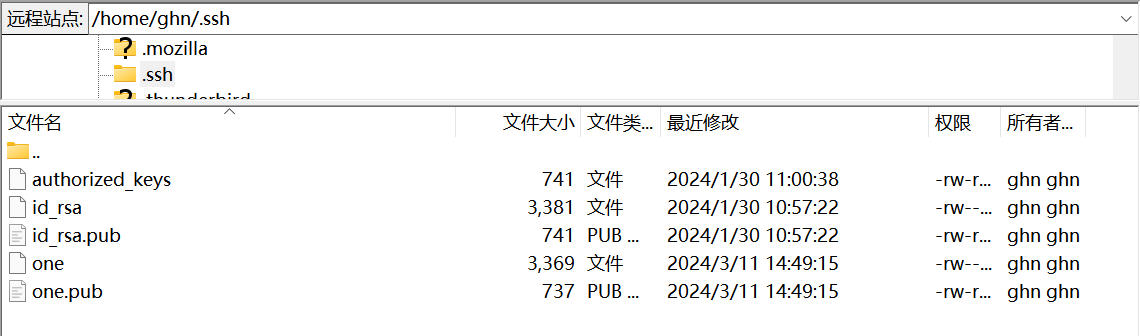 远程站点: /home/ghn/.ssh
.mozilla
.ssh
.thunderbird
文件名 文件大小 文件类... 最近修改 权限 所有者...
..
authorized_keys 741 文件 2024/1/30 11:00:38 -rw-r... ghn ghn
id_rsa 3,381 文件 2024/1/30 10:57:22 -rw--... ghn ghn
id_rsa.pub 741 PUB ... 2024/1/30 10:57:22 -rw-r... ghn ghn
one 3,369 文件 2024/3/11 14:49:15 -rw--... ghn ghn
one.pub 737 PUB ... 2024/3/11 14:49:15 -rw-r... ghn ghn